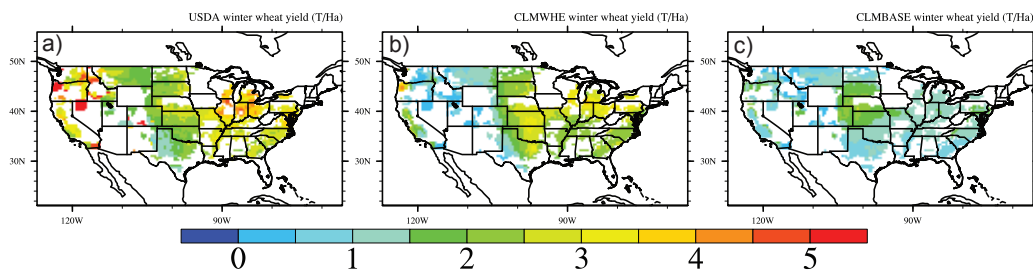 USDA winter wheat yield (T/Ha)
CLMWHE winter wheat yield (T/Ha)
CLMBASE winter wheat yield (T/Ha)
a)
b)
c)
50N
40N
30N
120W
90W
50N
40N
30N
120W
90W
50N
40N
30N
120W
90W
0 1 2 3 4 5